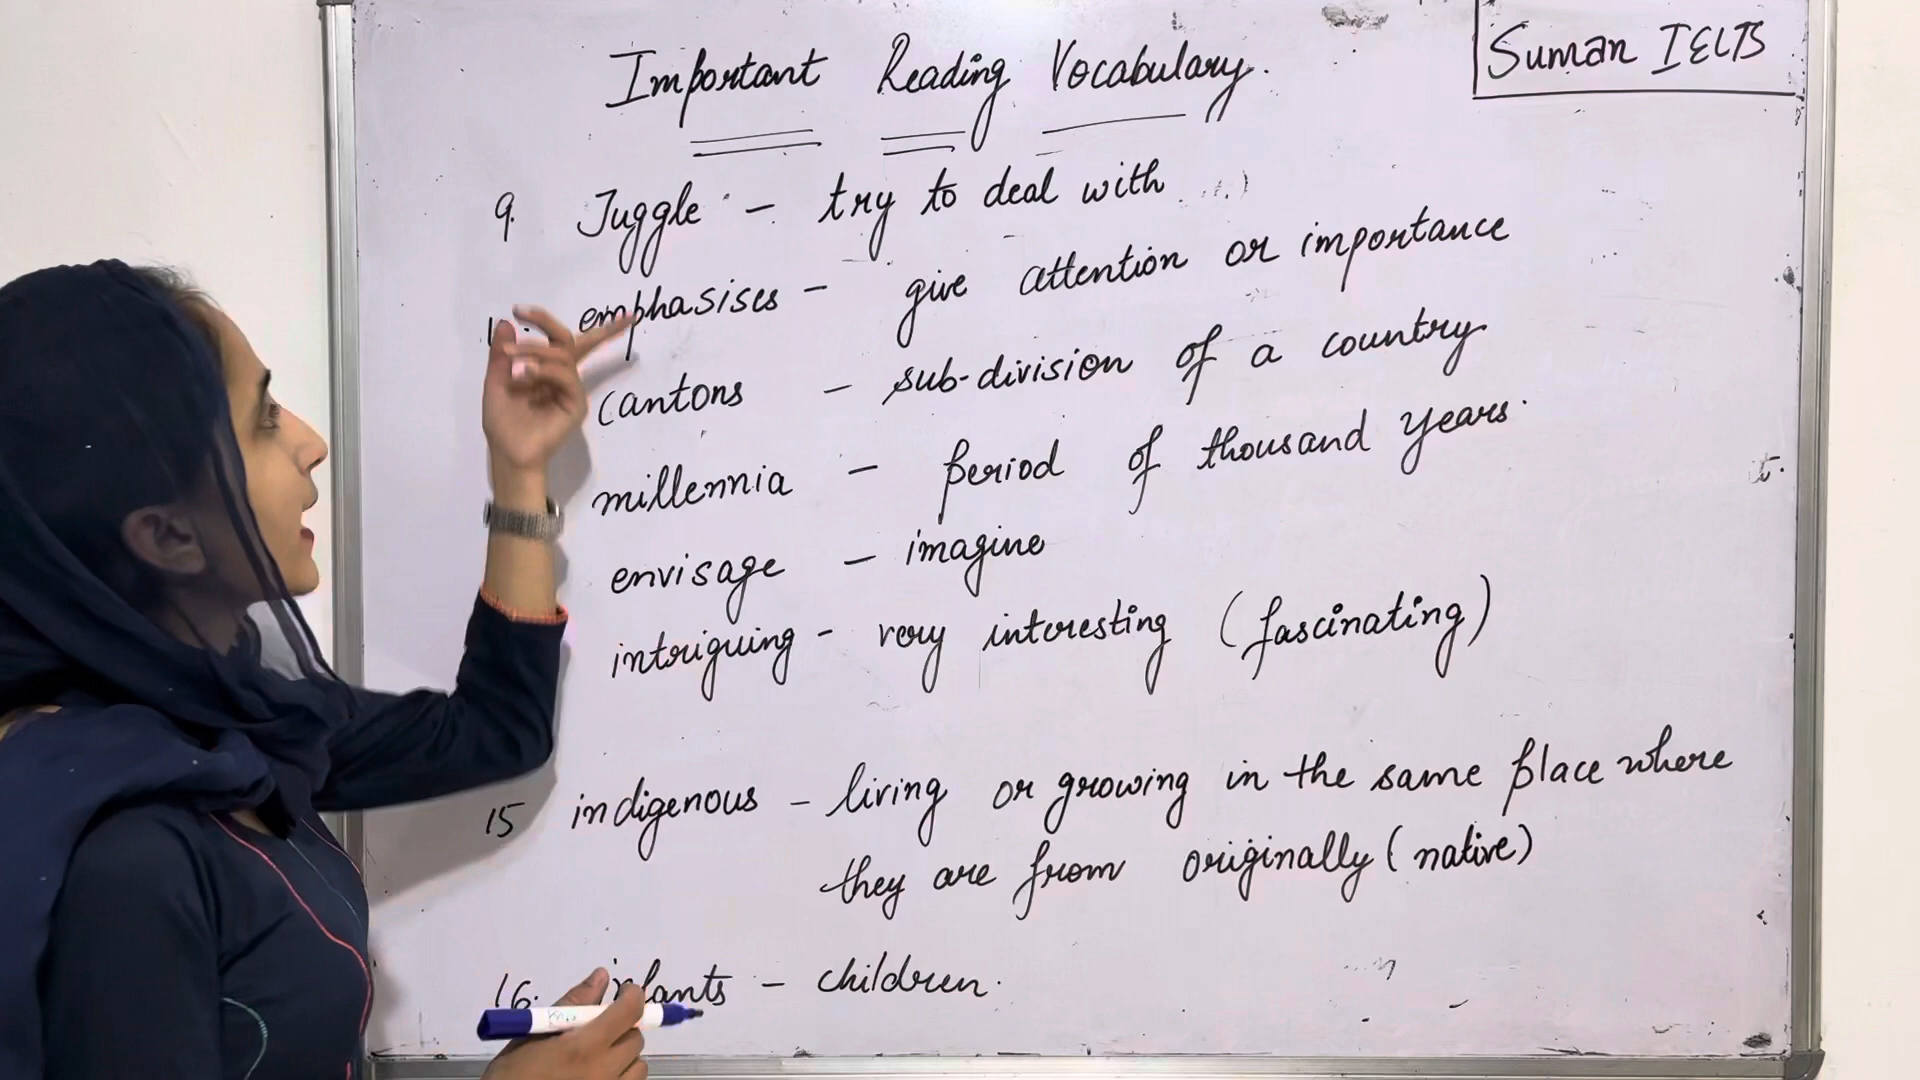 Important Reading Vocabulary.
Suman IELTS
9. Juggle - try to deal with
emphasises - give attention or importance
cantons - sub-division of a country
millennia - period of thousand years.
envisage - imagine
intriguing - very interesting (fascinating)
15 indigenous - living or growing in the same place where
they are from originally (native)
16. infants - children.